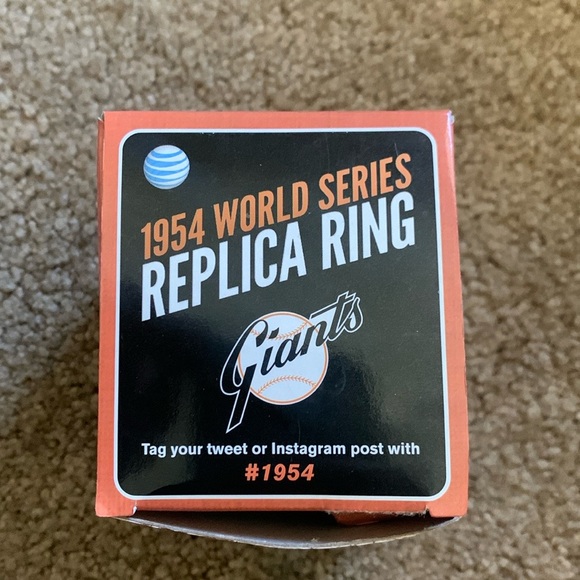 1954 WORLD SERIES
REPLICA RING
Giants
Tag your tweet or Instagram post with
#1954